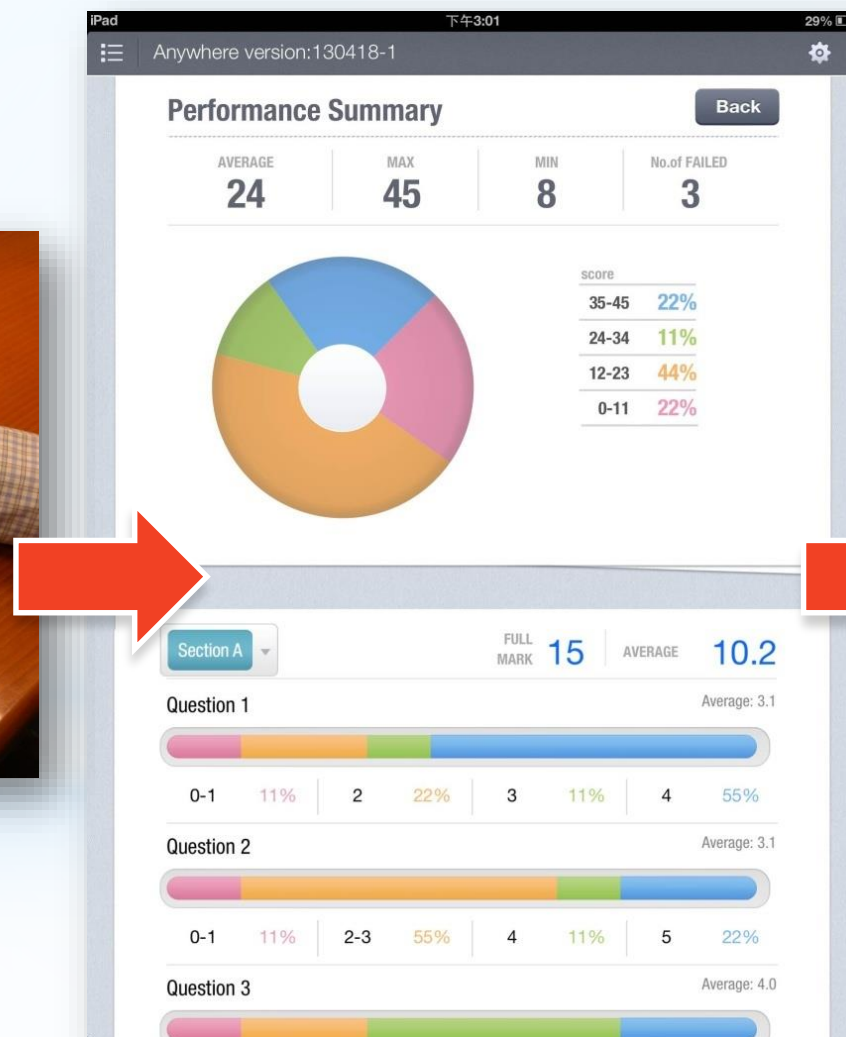 iPad 下午3:01 29%
Anywhere version:130418-1
Performance Summary Back
AVERAGE MAX MIN No.of FAILED
24 45 8 3
score
35-45 22%
24-34 11%
12-23 44%
0-11 22%
Section A FULL MARK 15 AVERAGE 10.2
Question 1 Average: 3.1
0-1 11% 2 22% 3 11% 4 55%
Question 2 Average: 3.1
0-1 11% 2-3 55% 4 11% 5 22%
Question 3 Average: 4.0